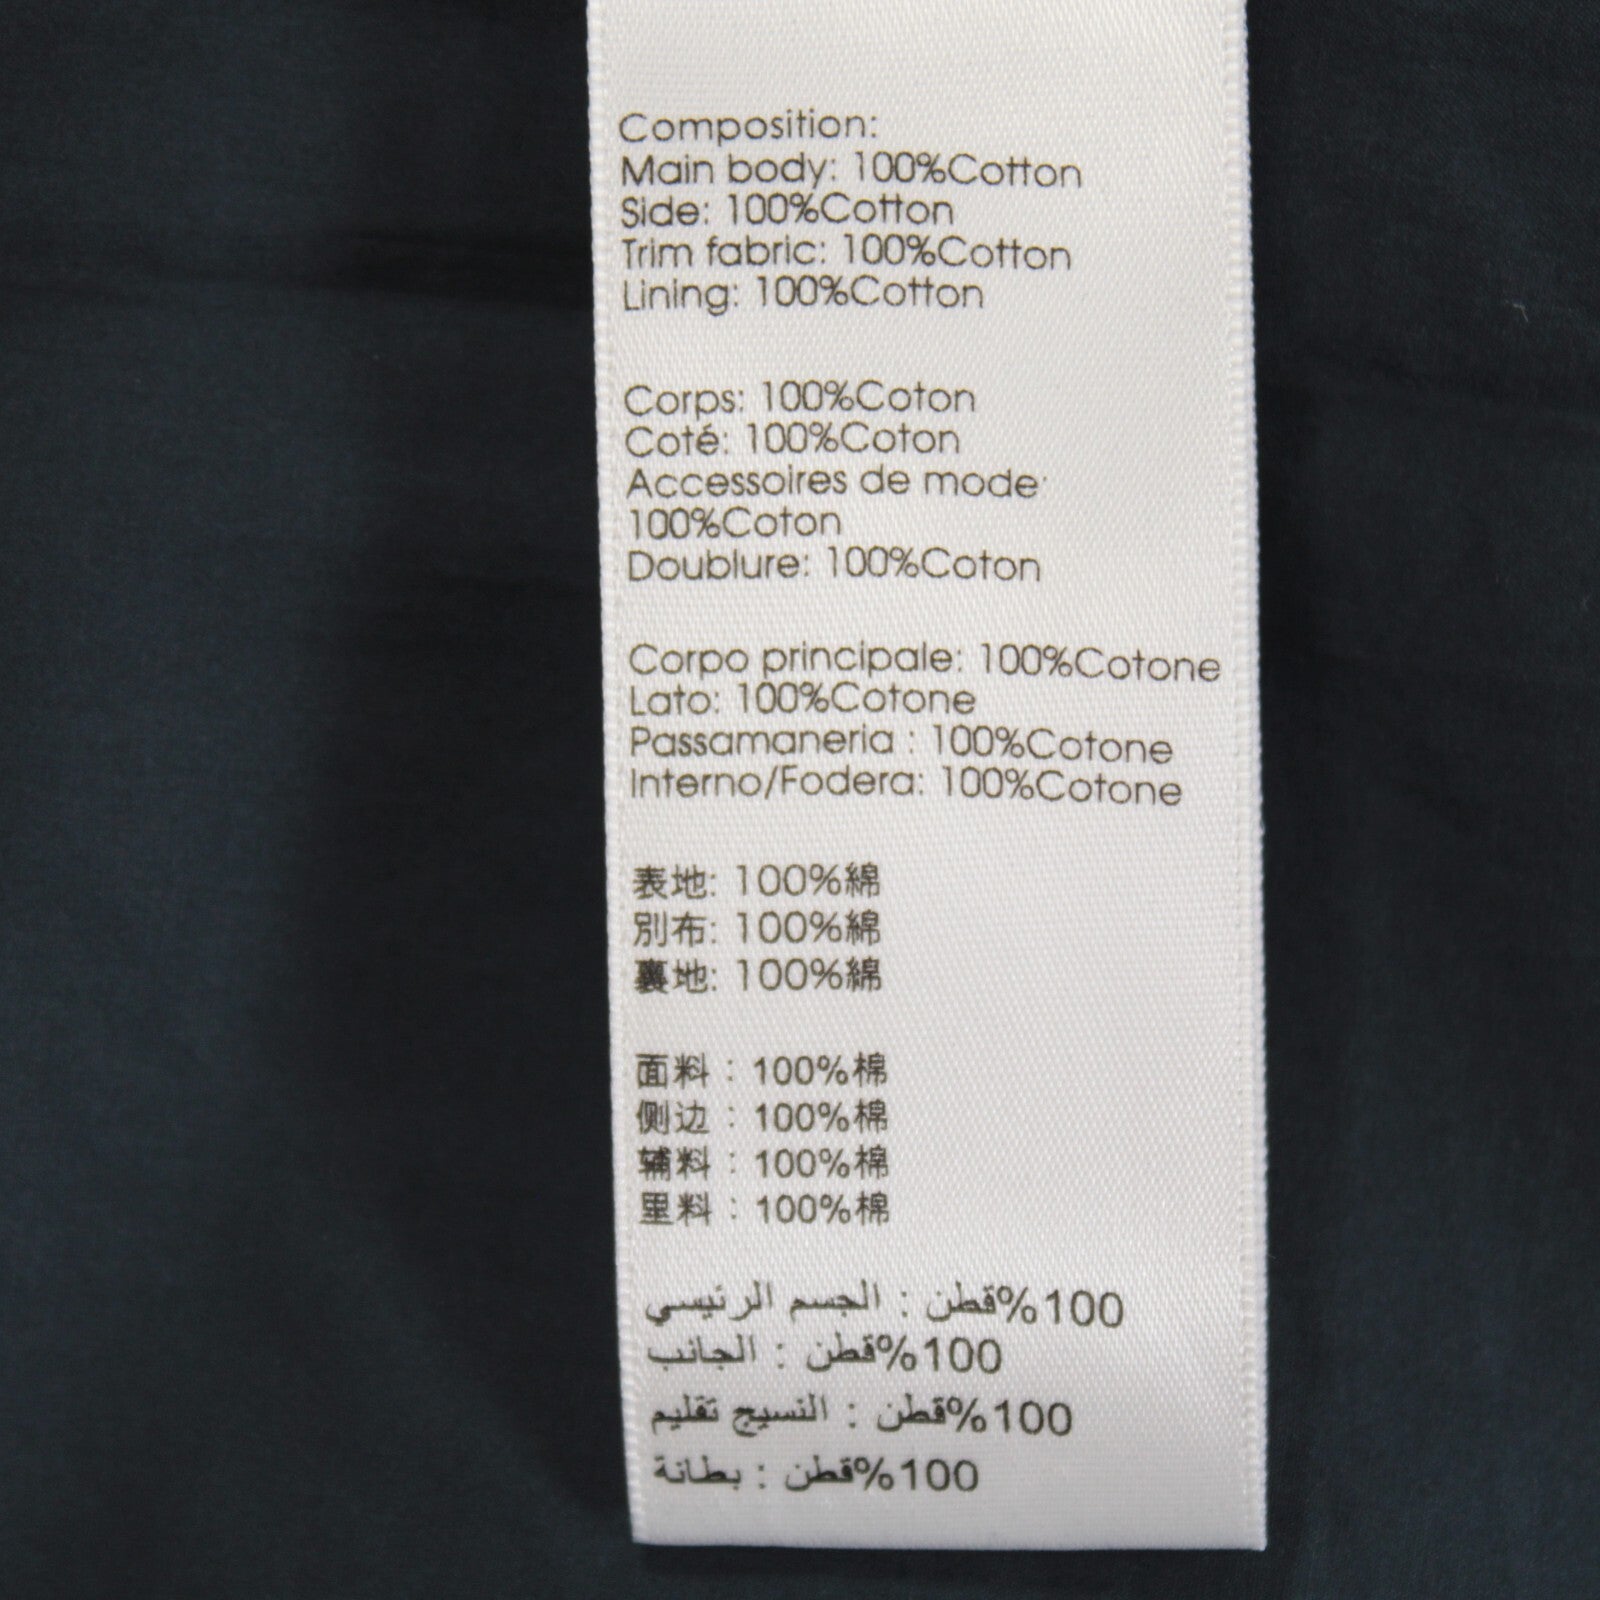 Composition:
Main body: 100%Cotton
Side: 100%Cotton
Trim fabric: 100%Cotton
Lining: 100%Cotton
Corps: 100%Coton
Coté: 100%Coton
Accessoires de mode:
100%Coton
Doublure: 100%Coton
Corpo principale: 100%Cotone
Lato: 100%Cotone
Passamaneria : 100%Cotone
Interno/Fodera: 100%Cotone
表地: 100%綿
別布: 100%綿
裏地: 100%綿
面料 : 100%棉
侧边 : 100%棉
辅料 : 100%棉
里料 : 100%棉
100%قطن : الجسم الرئيسي
100%قطن : الجانب
100%قطن : النسيج تقليم
100%قطن : بطانة